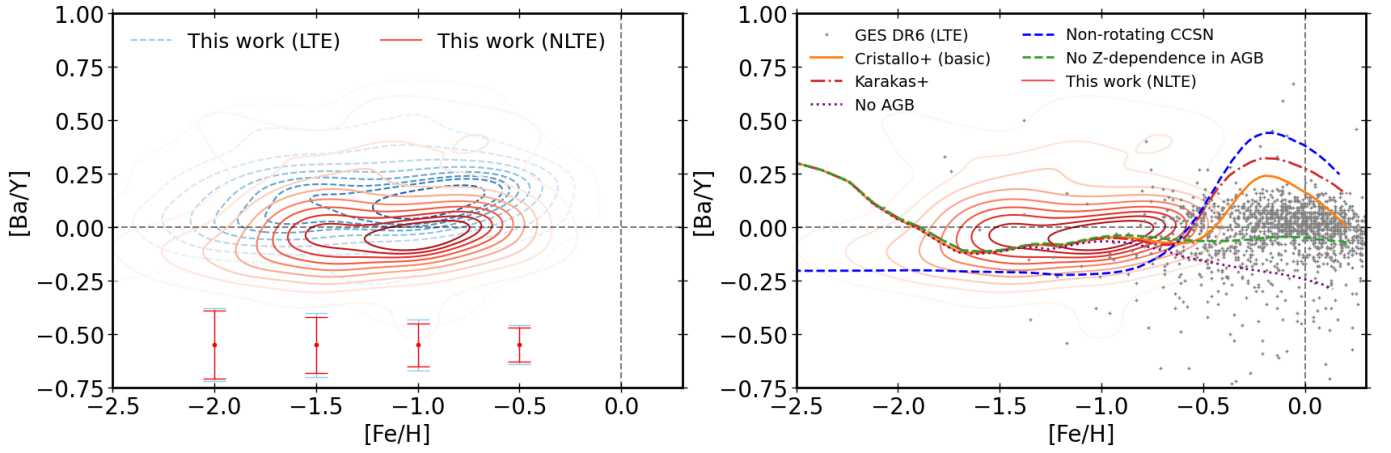 This work (LTE) This work (NLTE)
1.00
0.75
0.50
0.25
0.00
−0.25
−0.50
−0.75
[Ba/Y]
−2.5 −2.0 −1.5 −1.0 −0.5 0.0
[Fe/H]
GES DR6 (LTE) Non-rotating CCSN
Cristallo+ (basic) No Z-dependence in AGB
Karakas+ This work (NLTE)
No AGB
1.00
0.75
0.50
0.25
0.00
−0.25
−0.50
−0.75
[Ba/Y]
−2.5 −2.0 −1.5 −1.0 −0.5 0.0
[Fe/H]